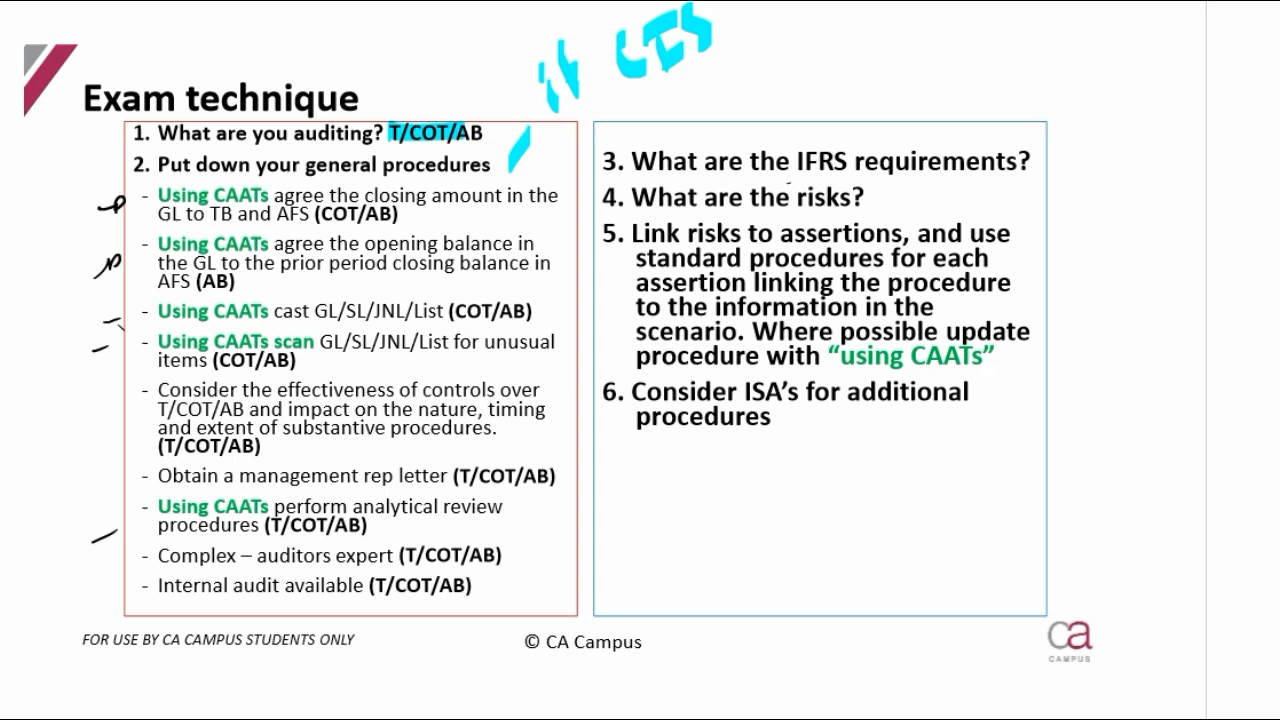 Exam technique
1. What are you auditing? T/COT/AB
2. Put down your general procedures
- Using CAATs agree the closing amount in the
GL to TB and AFS (COT/AB)
- Using CAATs agree the opening balance in
the GL to the prior period closing balance in
AFS (AB)
- Using CAATs cast GL/SL/JNL/List (COT/AB)
- Using CAATs scan GL/SL/JNL/List for unusual
items (COT/AB)
- Consider the effectiveness of controls over
T/COT/AB and impact on the nature, timing
and extent of substantive procedures.
(T/COT/AB)
- Obtain a management rep letter (T/COT/AB)
- Using CAATs perform analytical review
procedures (T/COT/AB)
- Complex – auditors expert (T/COT/AB)
- Internal audit available (T/COT/AB)
3. What are the IFRS requirements?
4. What are the risks?
5. Link risks to assertions, and use
standard procedures for each
assertion linking the procedure
to the information in the
scenario. Where possible update
procedure with “using CAATs”
6. Consider ISA’s for additional
procedures
FOR USE BY CA CAMPUS STUDENTS ONLY
© CA Campus
ca
CAMPUS